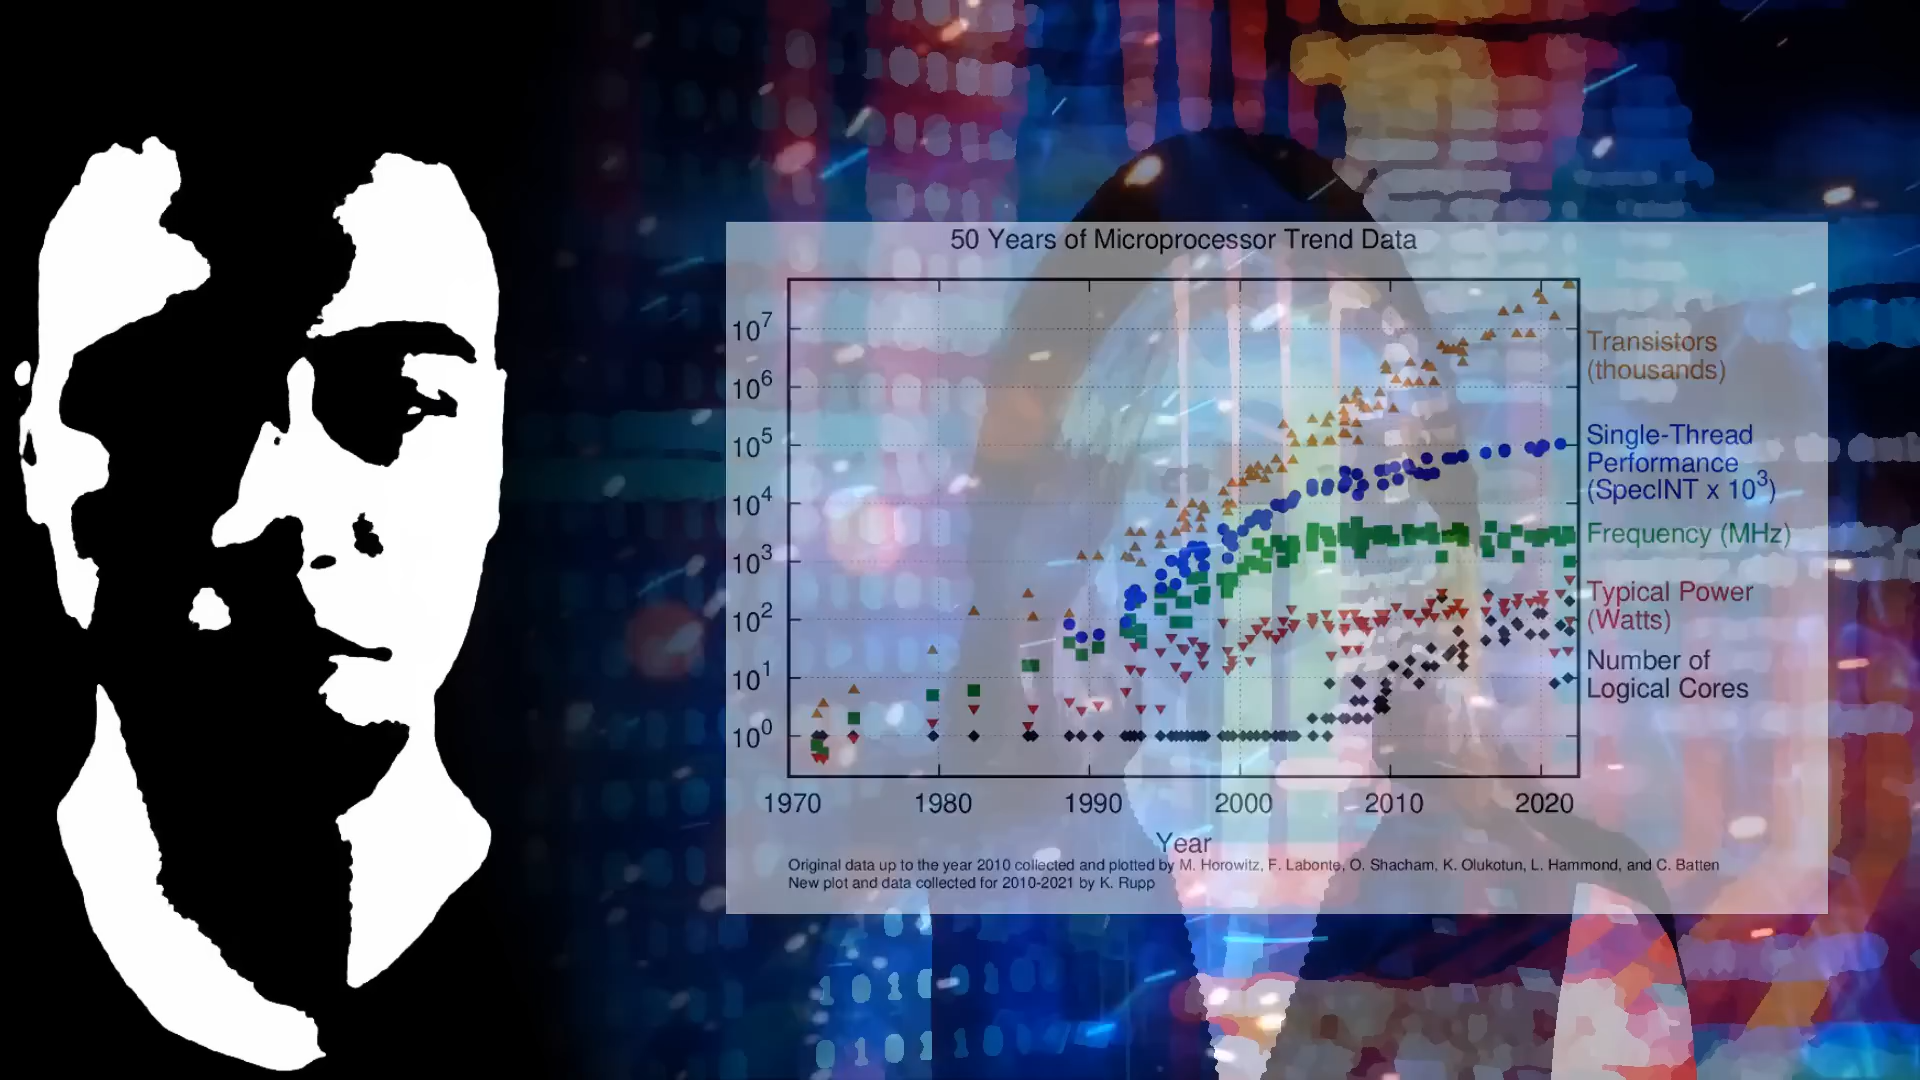 50 Years of Microprocessor Trend Data
10^7
10^6
10^5
10^4
10^3
10^2
10^1
10^0
Transistors
(thousands)
Single-Thread
Performance
(SpecINT x 10^3)
Frequency (MHz)
Typical Power
(Watts)
Number of
Logical Cores
1970 1980 1990 2000 2010 2020
Year
Original data up to the year 2010 collected and plotted by M. Horowitz, F. Labonte, O. Shacham, K. Olukotun, L. Hammond, and C. Batten
New plot and data collected for 2010-2021 by K. Rupp